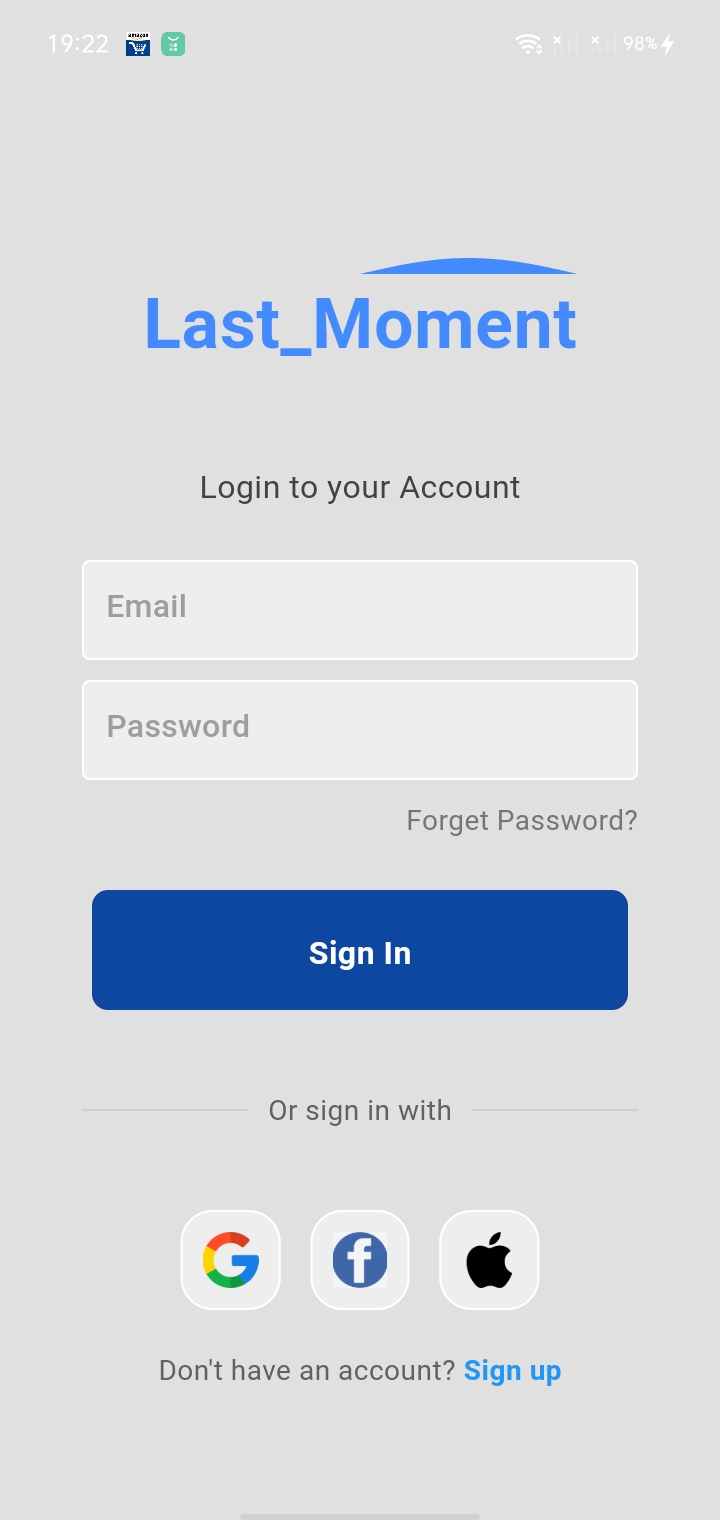 19:22 amazon 98%
Last_Moment
Login to your Account
Email
Password
Forget Password?
Sign In
Or sign in with
Don't have an account? Sign up